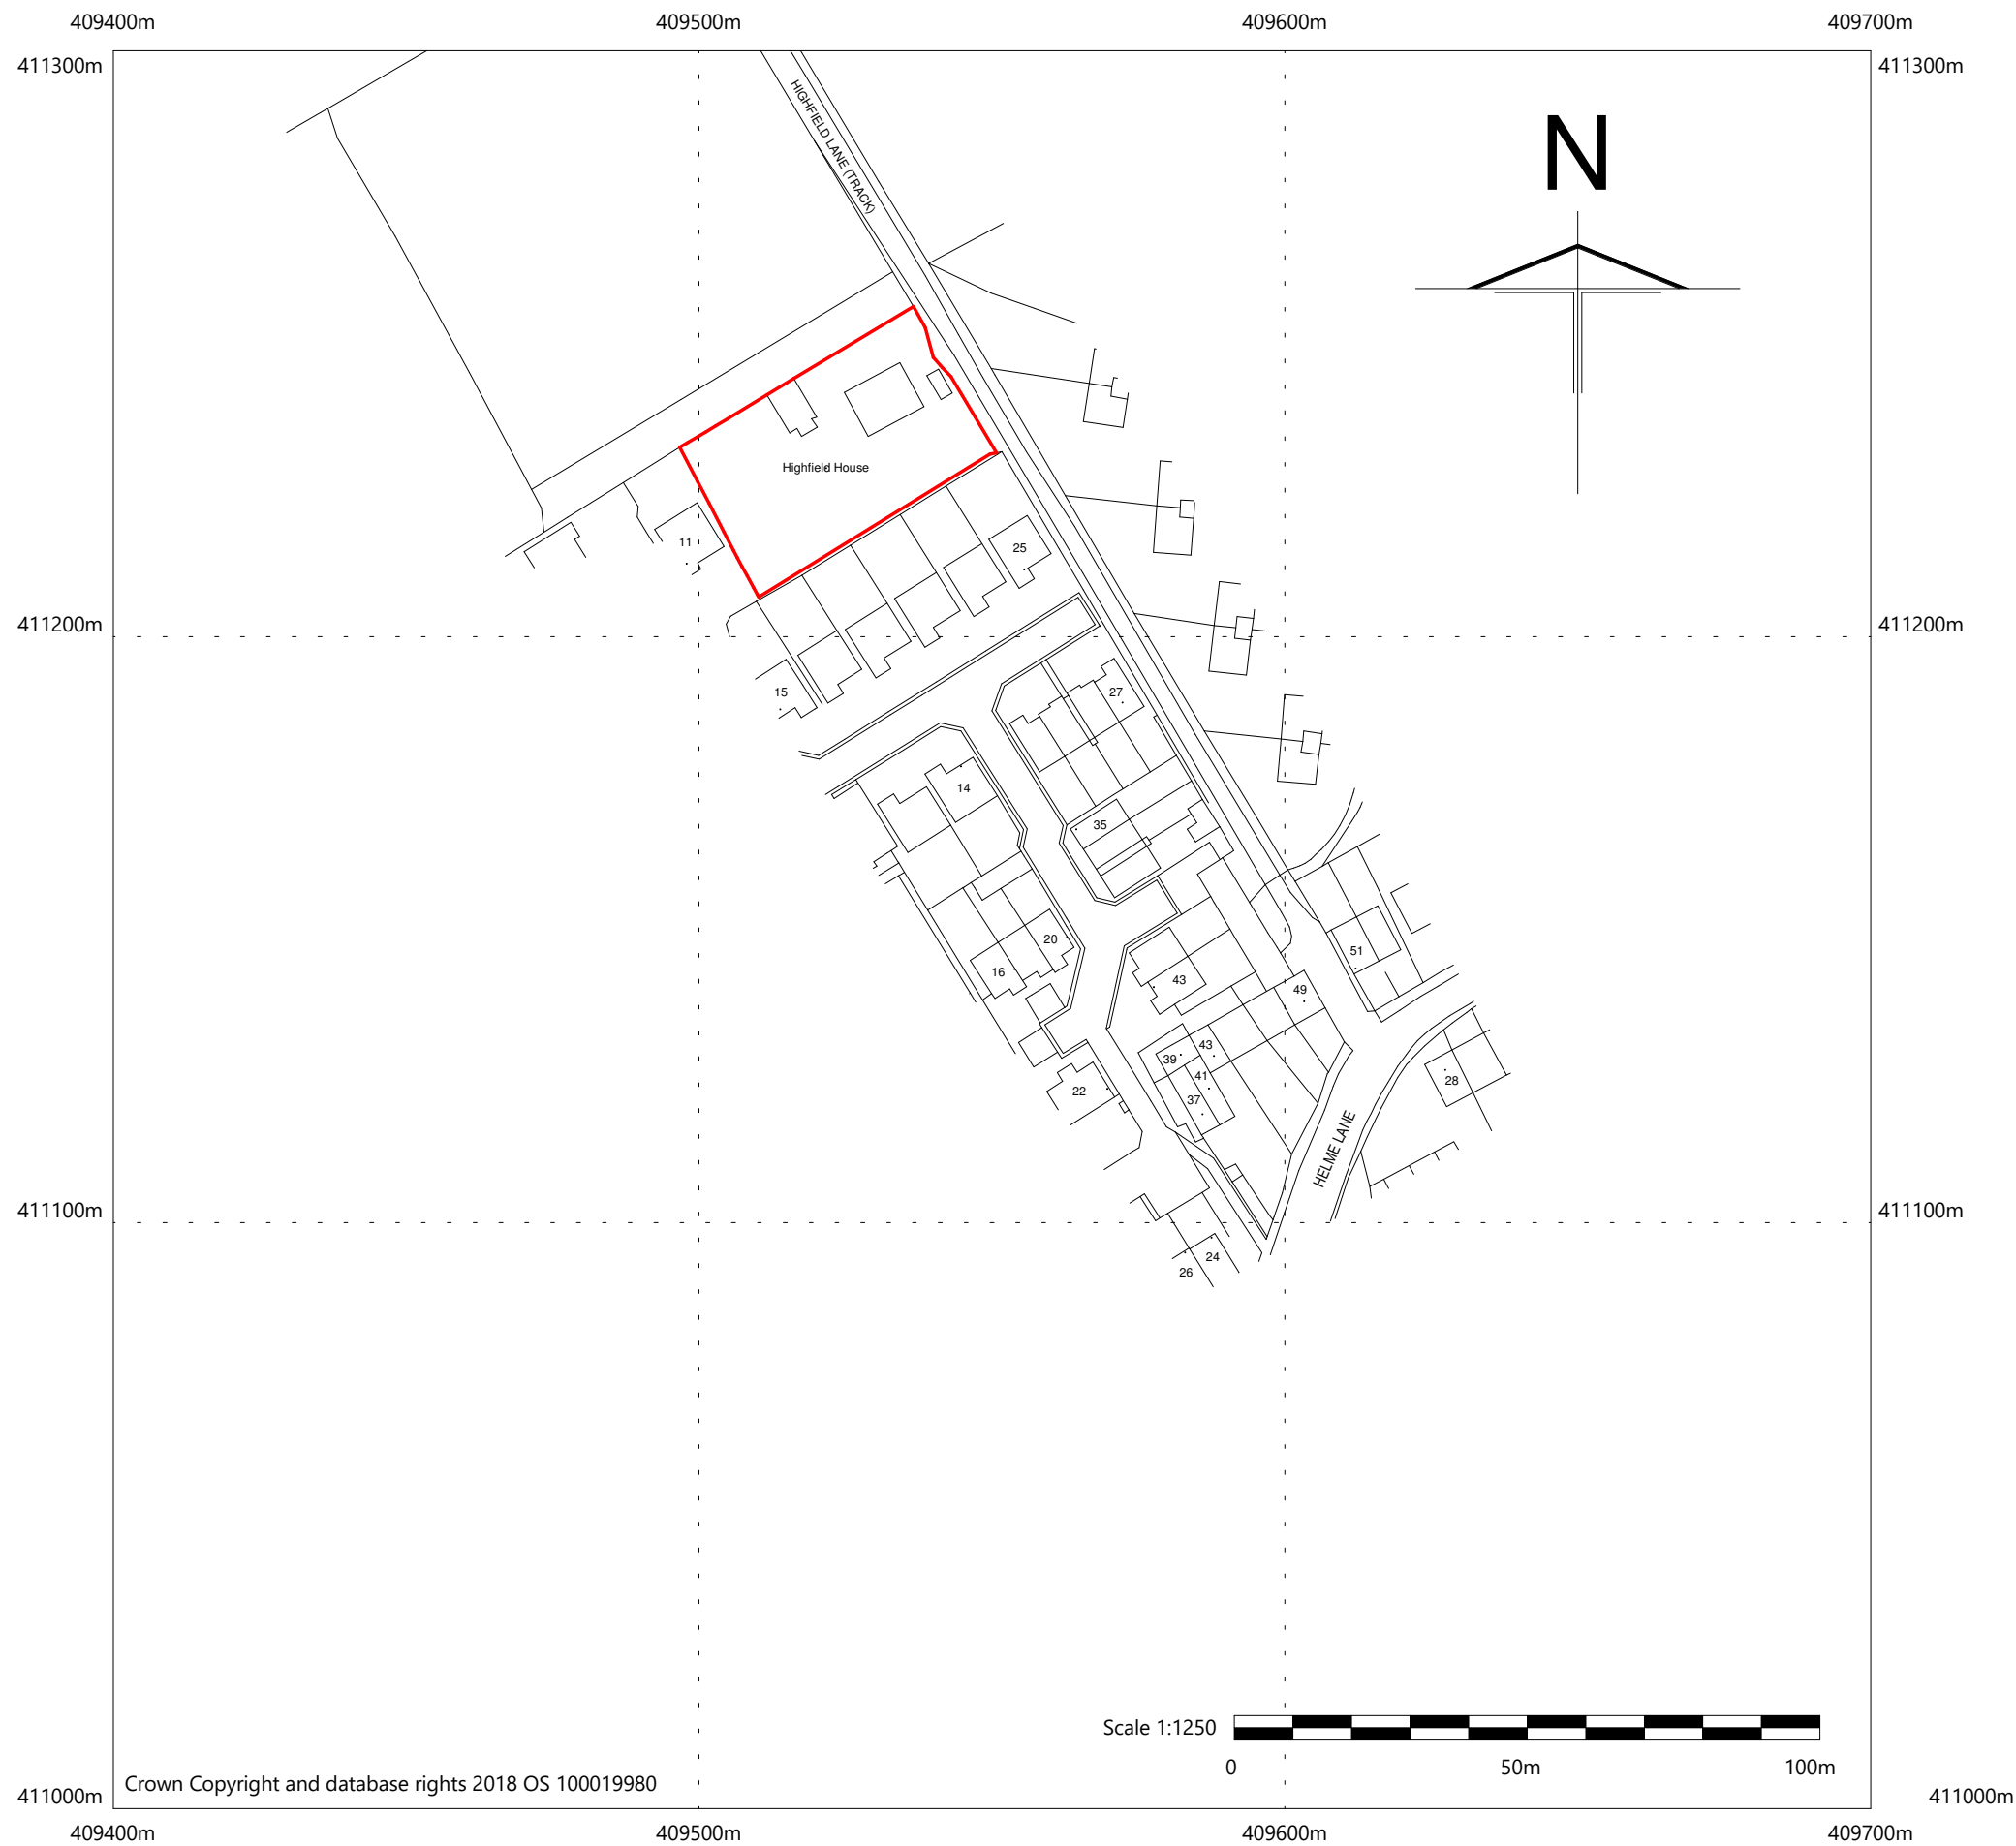 409400m
409500m
409600m
409700m
411300m
411300m
HIGHFIELD LANE (TRACK)
N
Highfield House
11
25
411200m
411200m
15
27
14
35
20
16
43
51
49
43
39
41
37
22
28
HELME LANE
411100m
411100m
24
26
Scale 1:1250
0
50m
100m
Crown Copyright and database rights 2018 OS 100019980
411000m
411000m
409400m
409500m
409600m
409700m